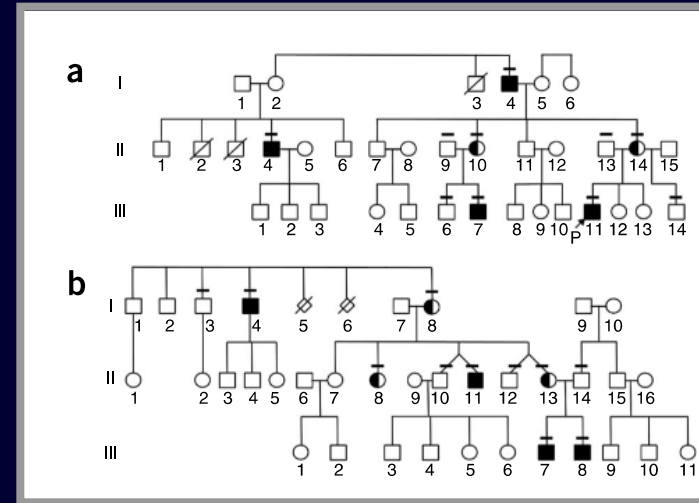 a
I
1 2 3 4 5 6
II
1 2 3 4 5 6 7 8 9 10 11 12 13 14 15
III
1 2 3 4 5 6 7 8 9 10 11 12 13 14
P
b
I
1 2 3 4 5 6 7 8 9 10
II
1 2 3 4 5 6 7 8 9 10 11 12 13 14 15 16
III
1 2 3 4 5 6 7 8 9 10 11